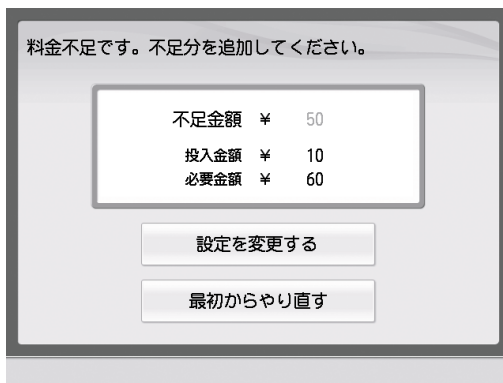 料金不足です。不足分を追加してください。
不足金額 ¥ 50
投入金額 ¥ 10
必要金額 ¥ 60
設定を変更する
最初からやり直す